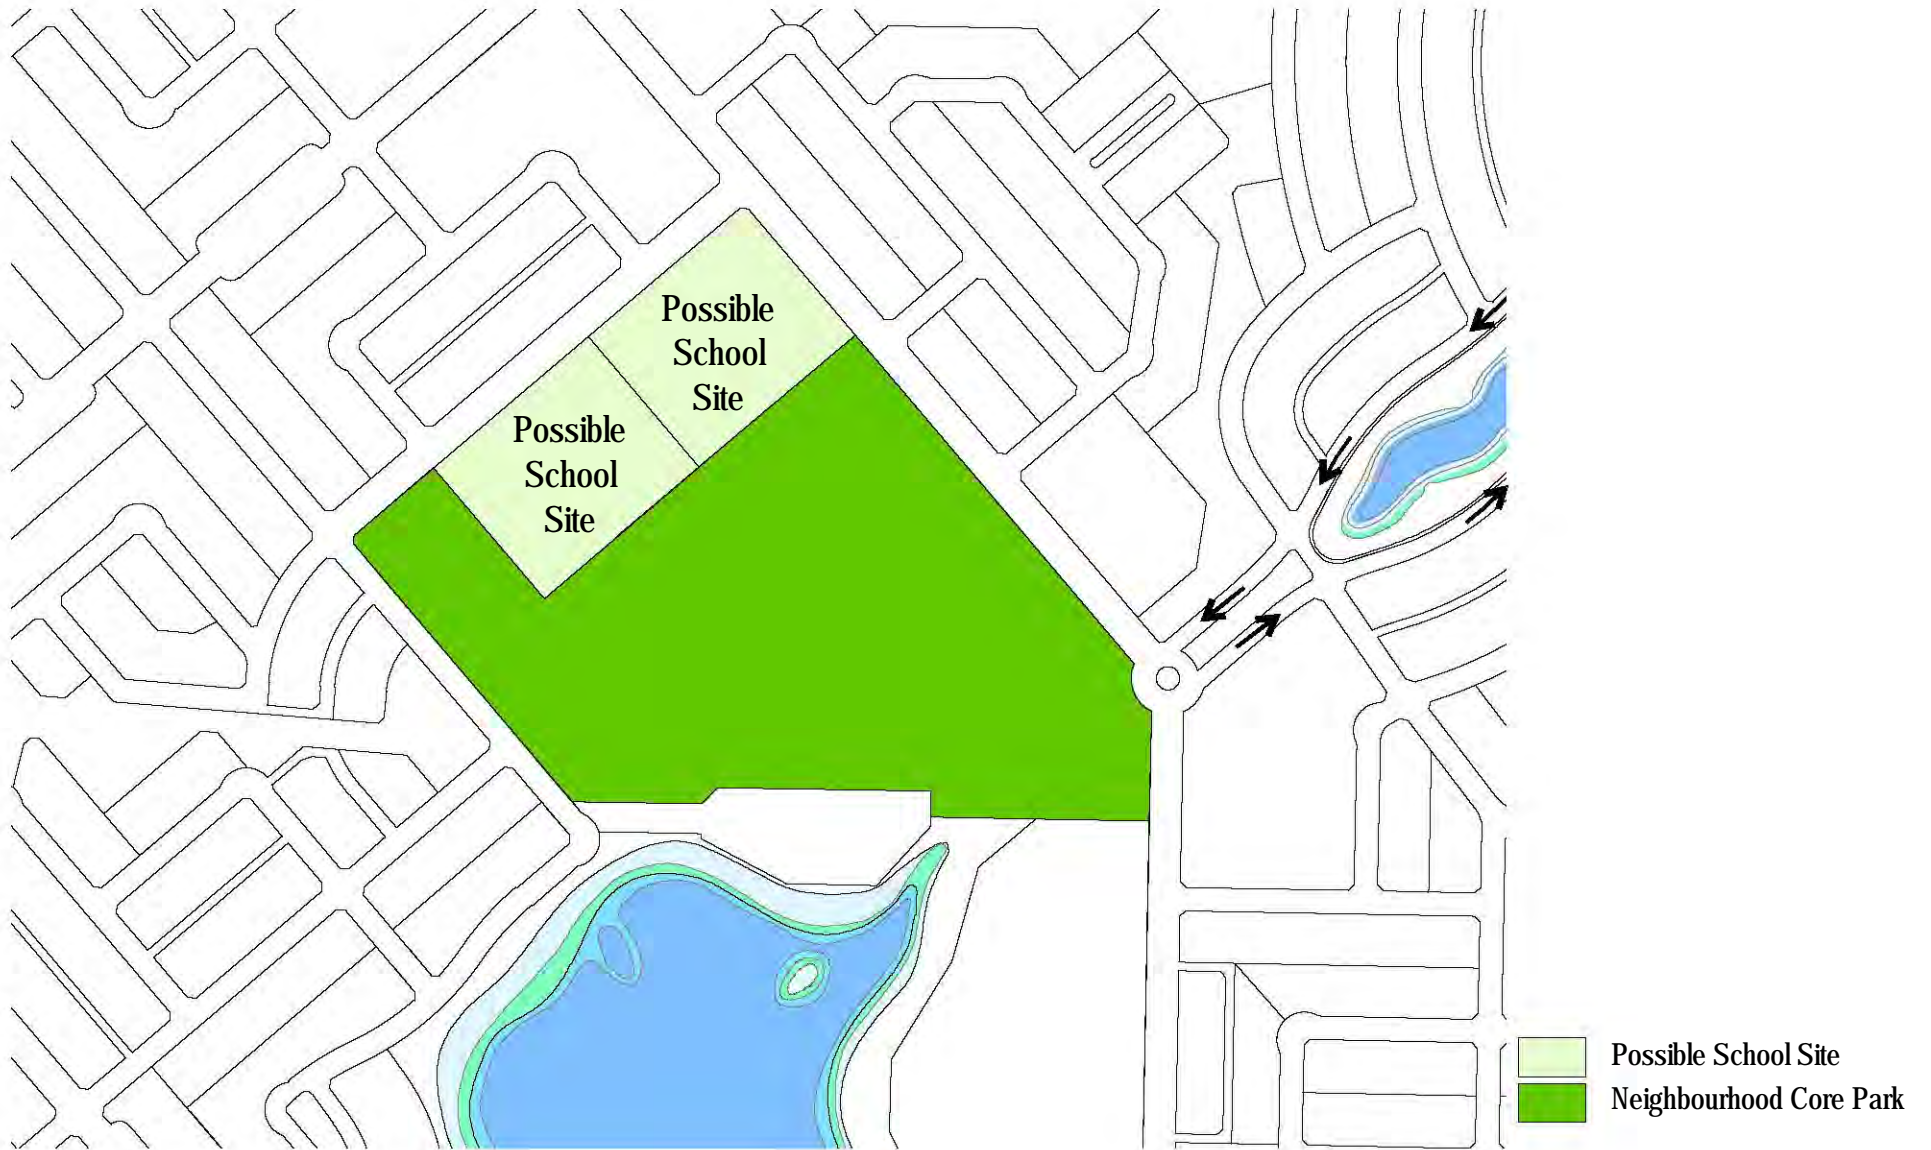 Possible
School
Site
Possible
School
Site
Possible School Site
Neighbourhood Core Park